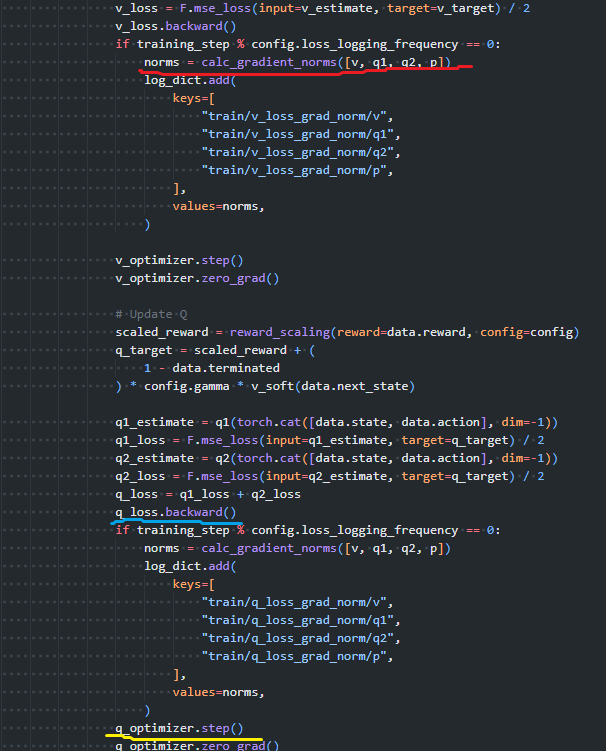 v_loss = F.mse_loss(input=v_estimate, target=v_target) / 2
v_loss.backward()
if training_step % config.loss_logging_frequency == 0:
norms = calc_gradient_norms([v, q1, q2, p])
log_dict.add(
keys=[
"train/v_loss_grad_norm/v",
"train/v_loss_grad_norm/q1",
"train/v_loss_grad_norm/q2",
"train/v_loss_grad_norm/p",
],
values=norms,
)
v_optimizer.step()
v_optimizer.zero_grad()
# Update Q
scaled_reward = reward_scaling(reward=data.reward, config=config)
q_target = scaled_reward + (
1 - data.terminated
) * config.gamma * v_soft(data.next_state)
q1_estimate = q1(torch.cat([data.state, data.action], dim=-1))
q1_loss = F.mse_loss(input=q1_estimate, target=q_target) / 2
q2_estimate = q2(torch.cat([data.state, data.action], dim=-1))
q2_loss = F.mse_loss(input=q2_estimate, target=q_target) / 2
q_loss = q1_loss + q2_loss
q_loss.backward()
if training_step % config.loss_logging_frequency == 0:
norms = calc_gradient_norms([v, q1, q2, p])
log_dict.add(
keys=[
"train/q_loss_grad_norm/v",
"train/q_loss_grad_norm/q1",
"train/q_loss_grad_norm/q2",
"train/q_loss_grad_norm/p",
],
values=norms,
)
q_optimizer.step()
q_optimizer.zero_grad()